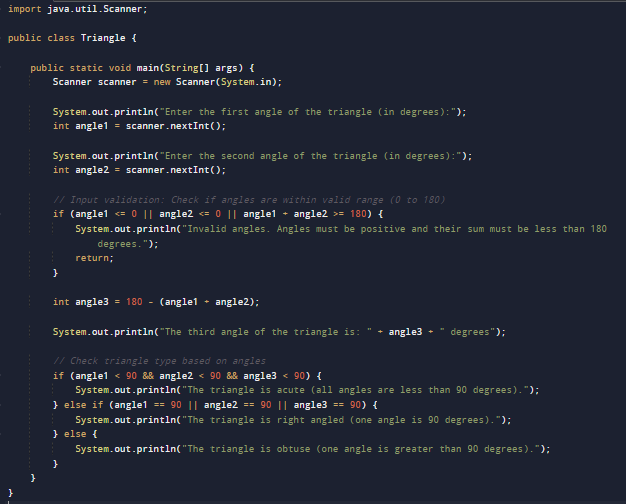 import java.util.Scanner;
public class Triangle {
public static void main(String[] args) {
Scanner scanner = new Scanner(System.in);
System.out.println("Enter the first angle of the triangle (in degrees):");
int angle1 = scanner.nextInt();
System.out.println("Enter the second angle of the triangle (in degrees):");
int angle2 = scanner.nextInt();
// Input validation: Check if angles are within valid range (0 to 180)
if (angle1 <= 0 || angle2 <= 0 || angle1 + angle2 >= 180) {
System.out.println("Invalid angles. Angles must be positive and their sum must be less than 180
degrees.");
return;
}
int angle3 = 180 - (angle1 + angle2);
System.out.println("The third angle of the triangle is: " + angle3 + " degrees");
// Check triangle type based on angles
if (angle1 < 90 && angle2 < 90 && angle3 < 90) {
System.out.println("The triangle is acute (all angles are less than 90 degrees).");
} else if (angle1 == 90 || angle2 == 90 || angle3 == 90) {
System.out.println("The triangle is right angled (one angle is 90 degrees).");
} else {
System.out.println("The triangle is obtuse (one angle is greater than 90 degrees).");
}
}
}